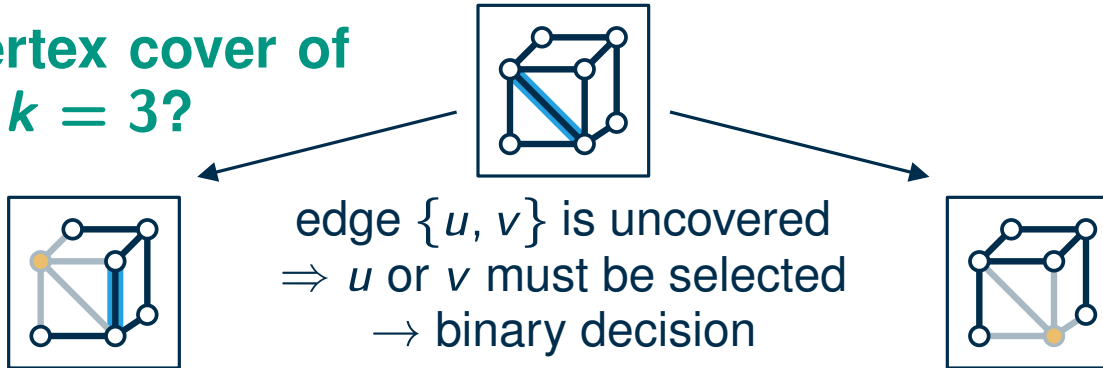 ertex cover of
k = 3?
edge {u, v} is uncovered
⇒ u or v must be selected
→ binary decision